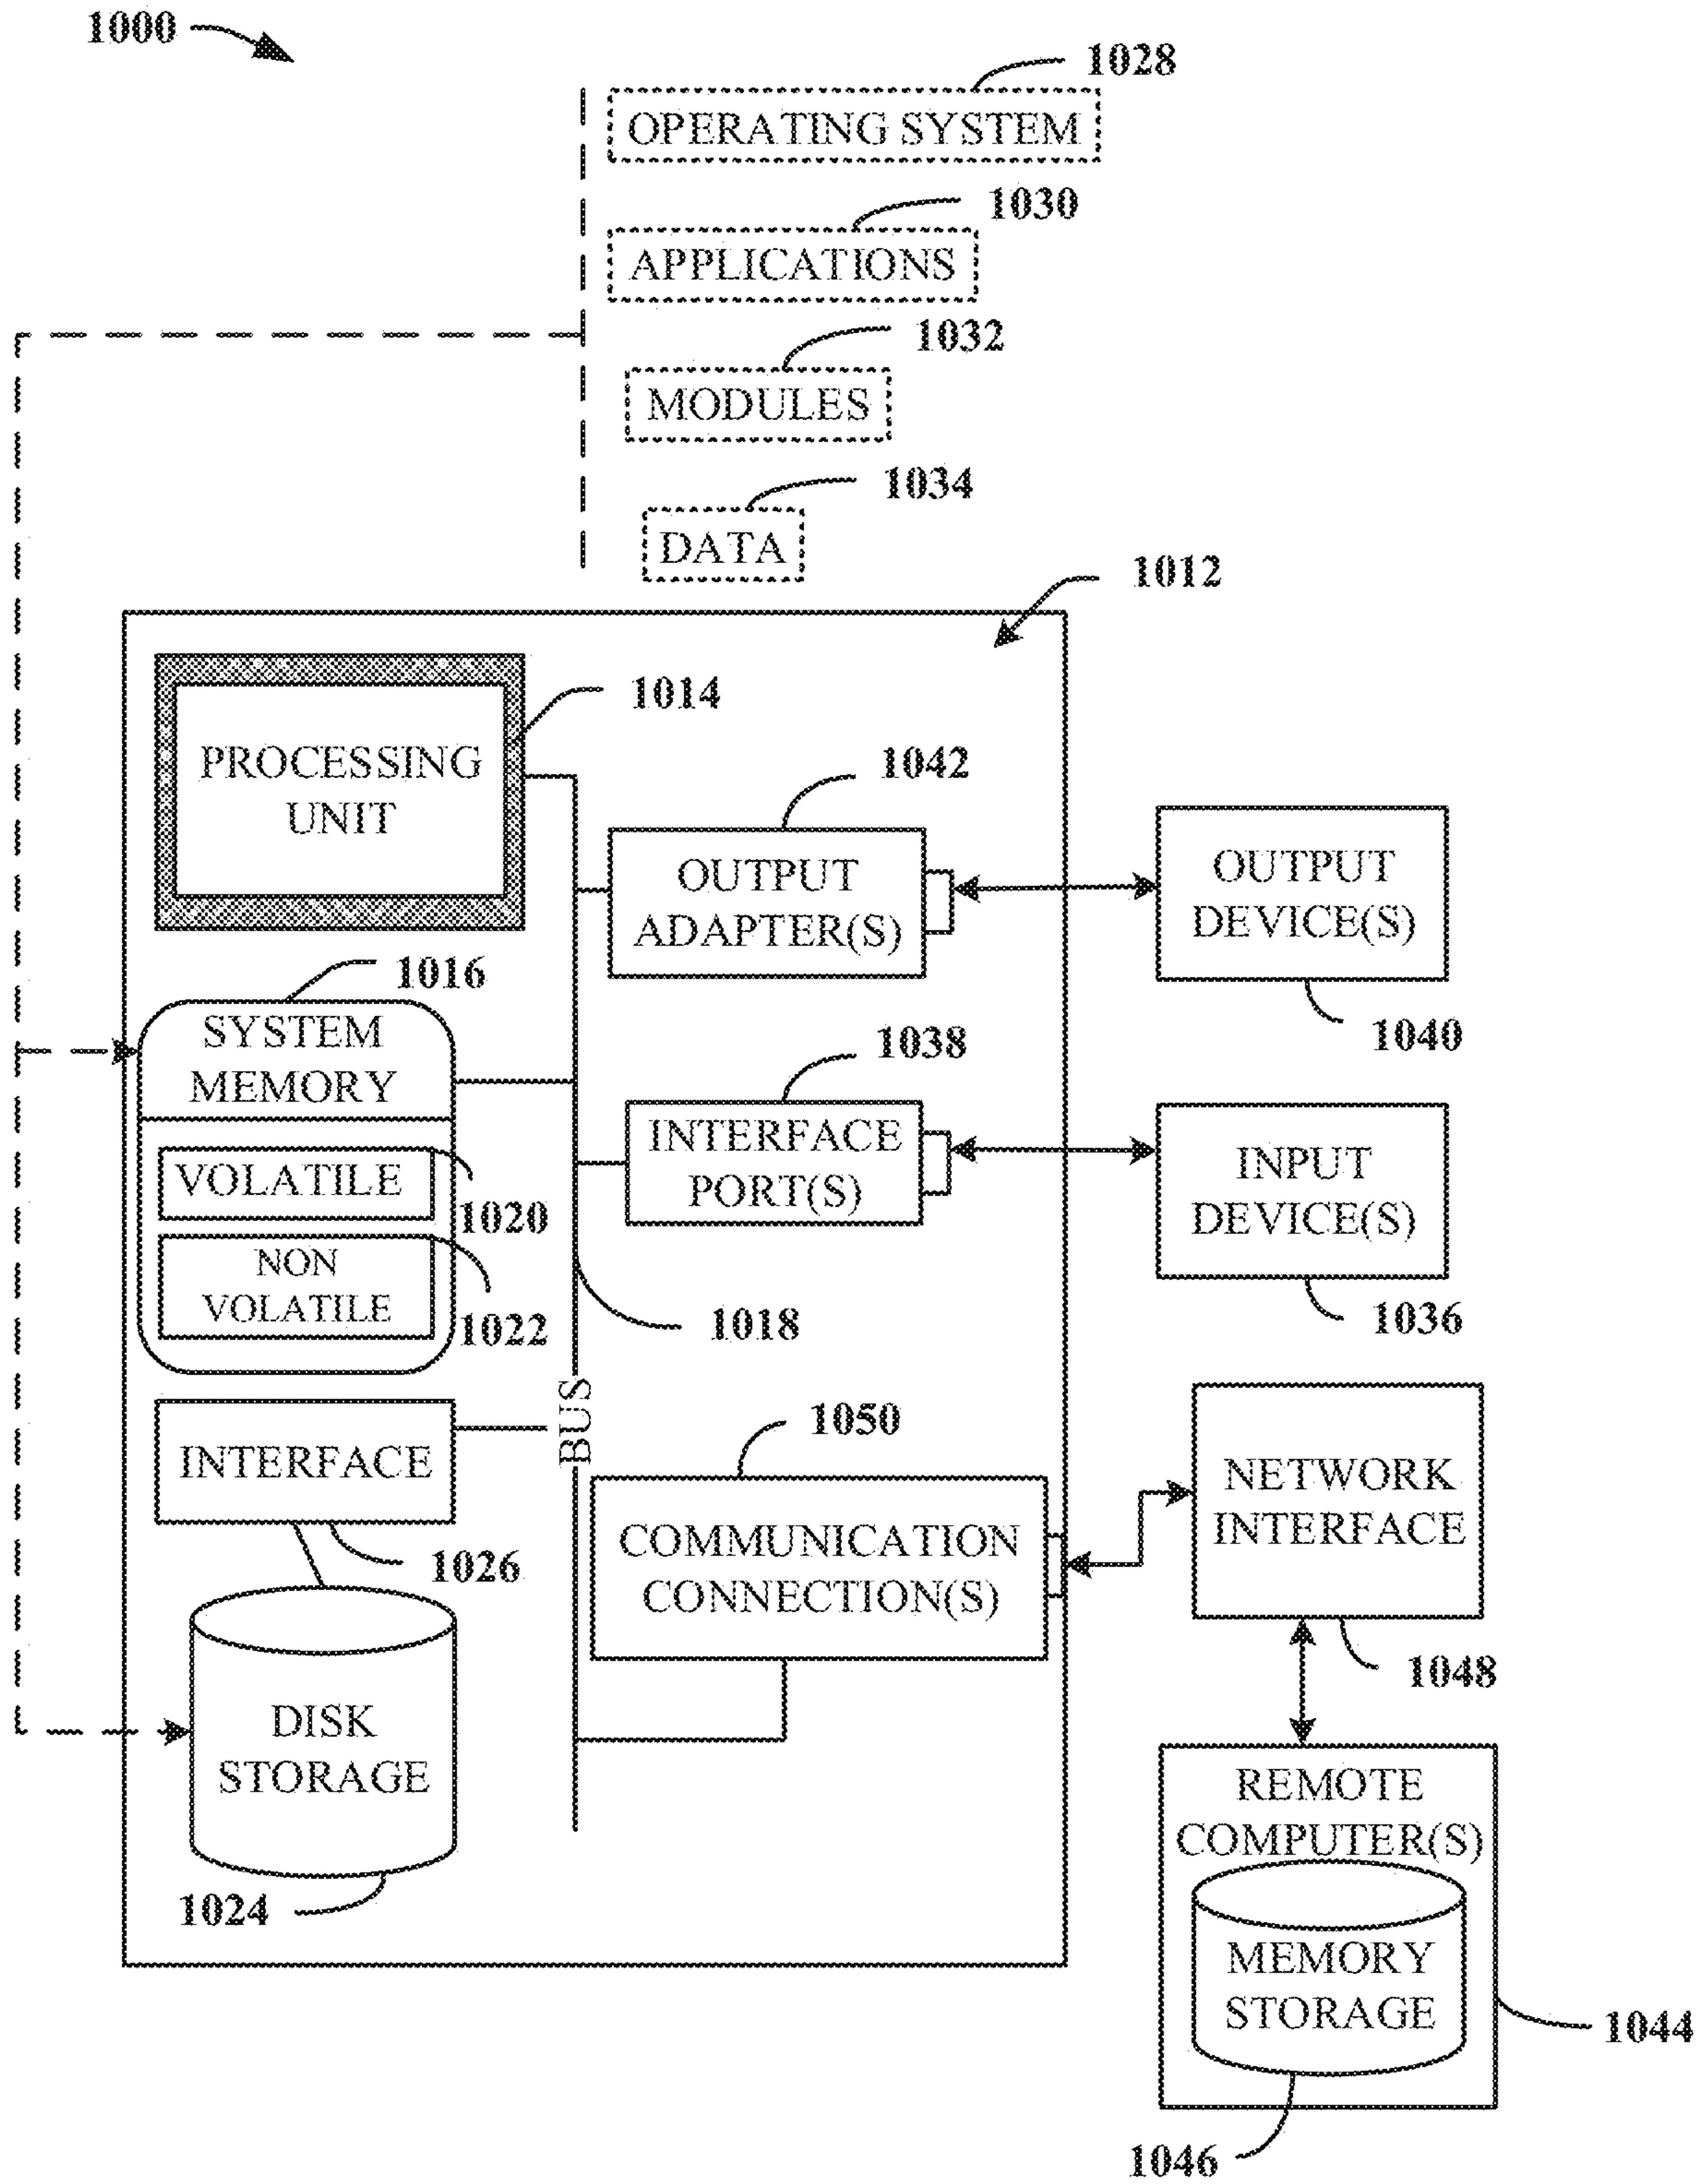 1000
1028
OPERATING SYSTEM
1030
APPLICATIONS
1032
MODULES
1034
DATA
1012
1014
PROCESSING
UNIT
1042
OUTPUT
ADAPTER(S)
OUTPUT
DEVICE(S)
1040
1016
SYSTEM
MEMORY
VOLATILE
1020
NON
VOLATILE
1022
1038
INTERFACE
PORT(S)
INPUT
DEVICE(S)
1036
1018
BUS
INTERFACE
1026
1050
COMMUNICATION
CONNECTION(S)
NETWORK
INTERFACE
1048
DISK
STORAGE
1024
REMOTE
COMPUTER(S)
MEMORY
STORAGE
1044
1046